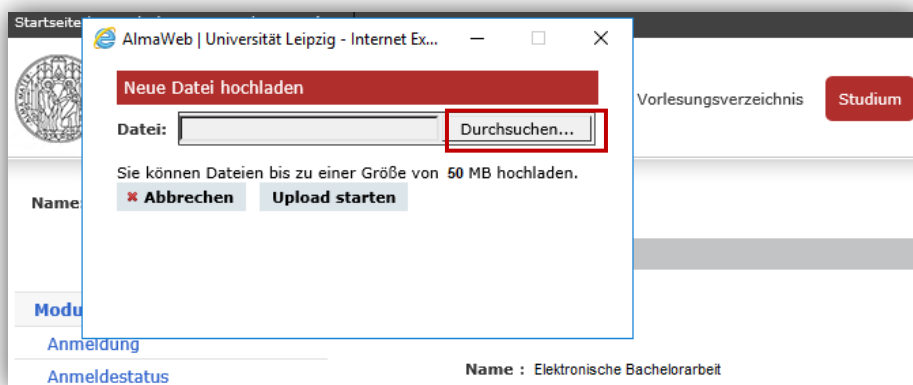 Startseite
AlmaWeb | Universität Leipzig - Internet Ex...
Neue Datei hochladen
Datei: Durchsuchen...
Sie können Dateien bis zu einer Größe von 50 MB hochladen.
✖ Abbrechen Upload starten
Vorlesungsverzeichnis Studium
Name:
Modu
Anmeldung
Anmeldestatus
Name : Elektronische Bachelorarbeit